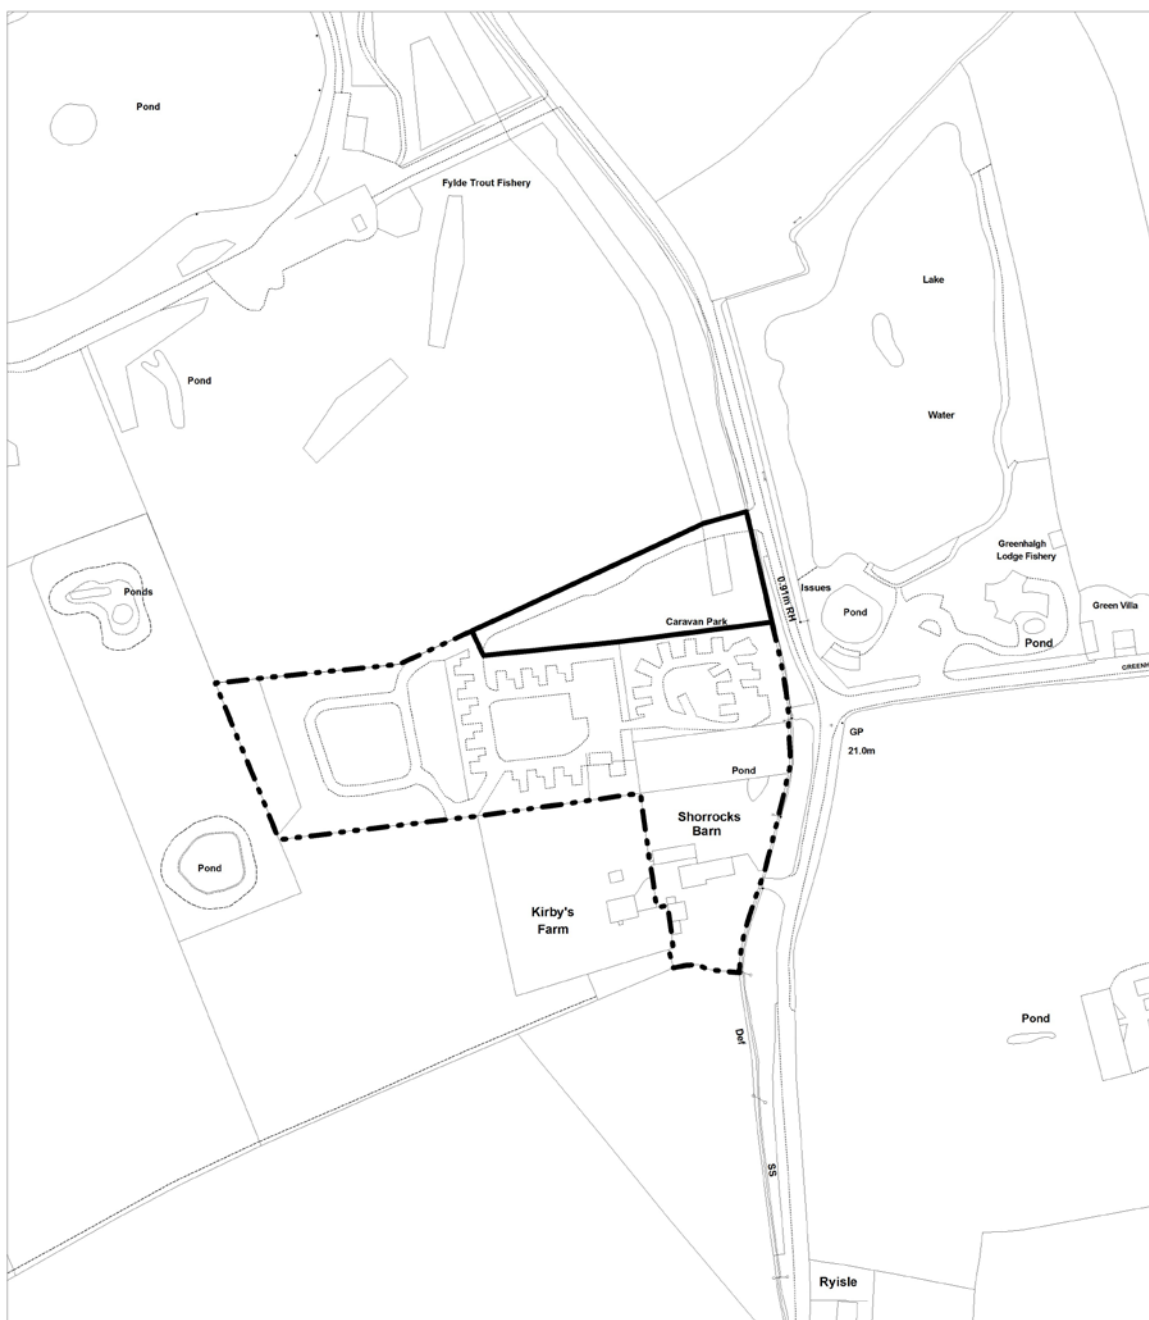 Pond
Fylde Trout Fishery
Lake
Pond
Water
Greenhalgh
Lodge Fishery
Ponds
Issues
0.91m RH
Green Villa
Pond
Caravan Park
Pond
GREENH
GP
21.0m
Pond
Shorrocks
Barn
Pond
Kirby's
Farm
Pond
Def
SS
Ryisle